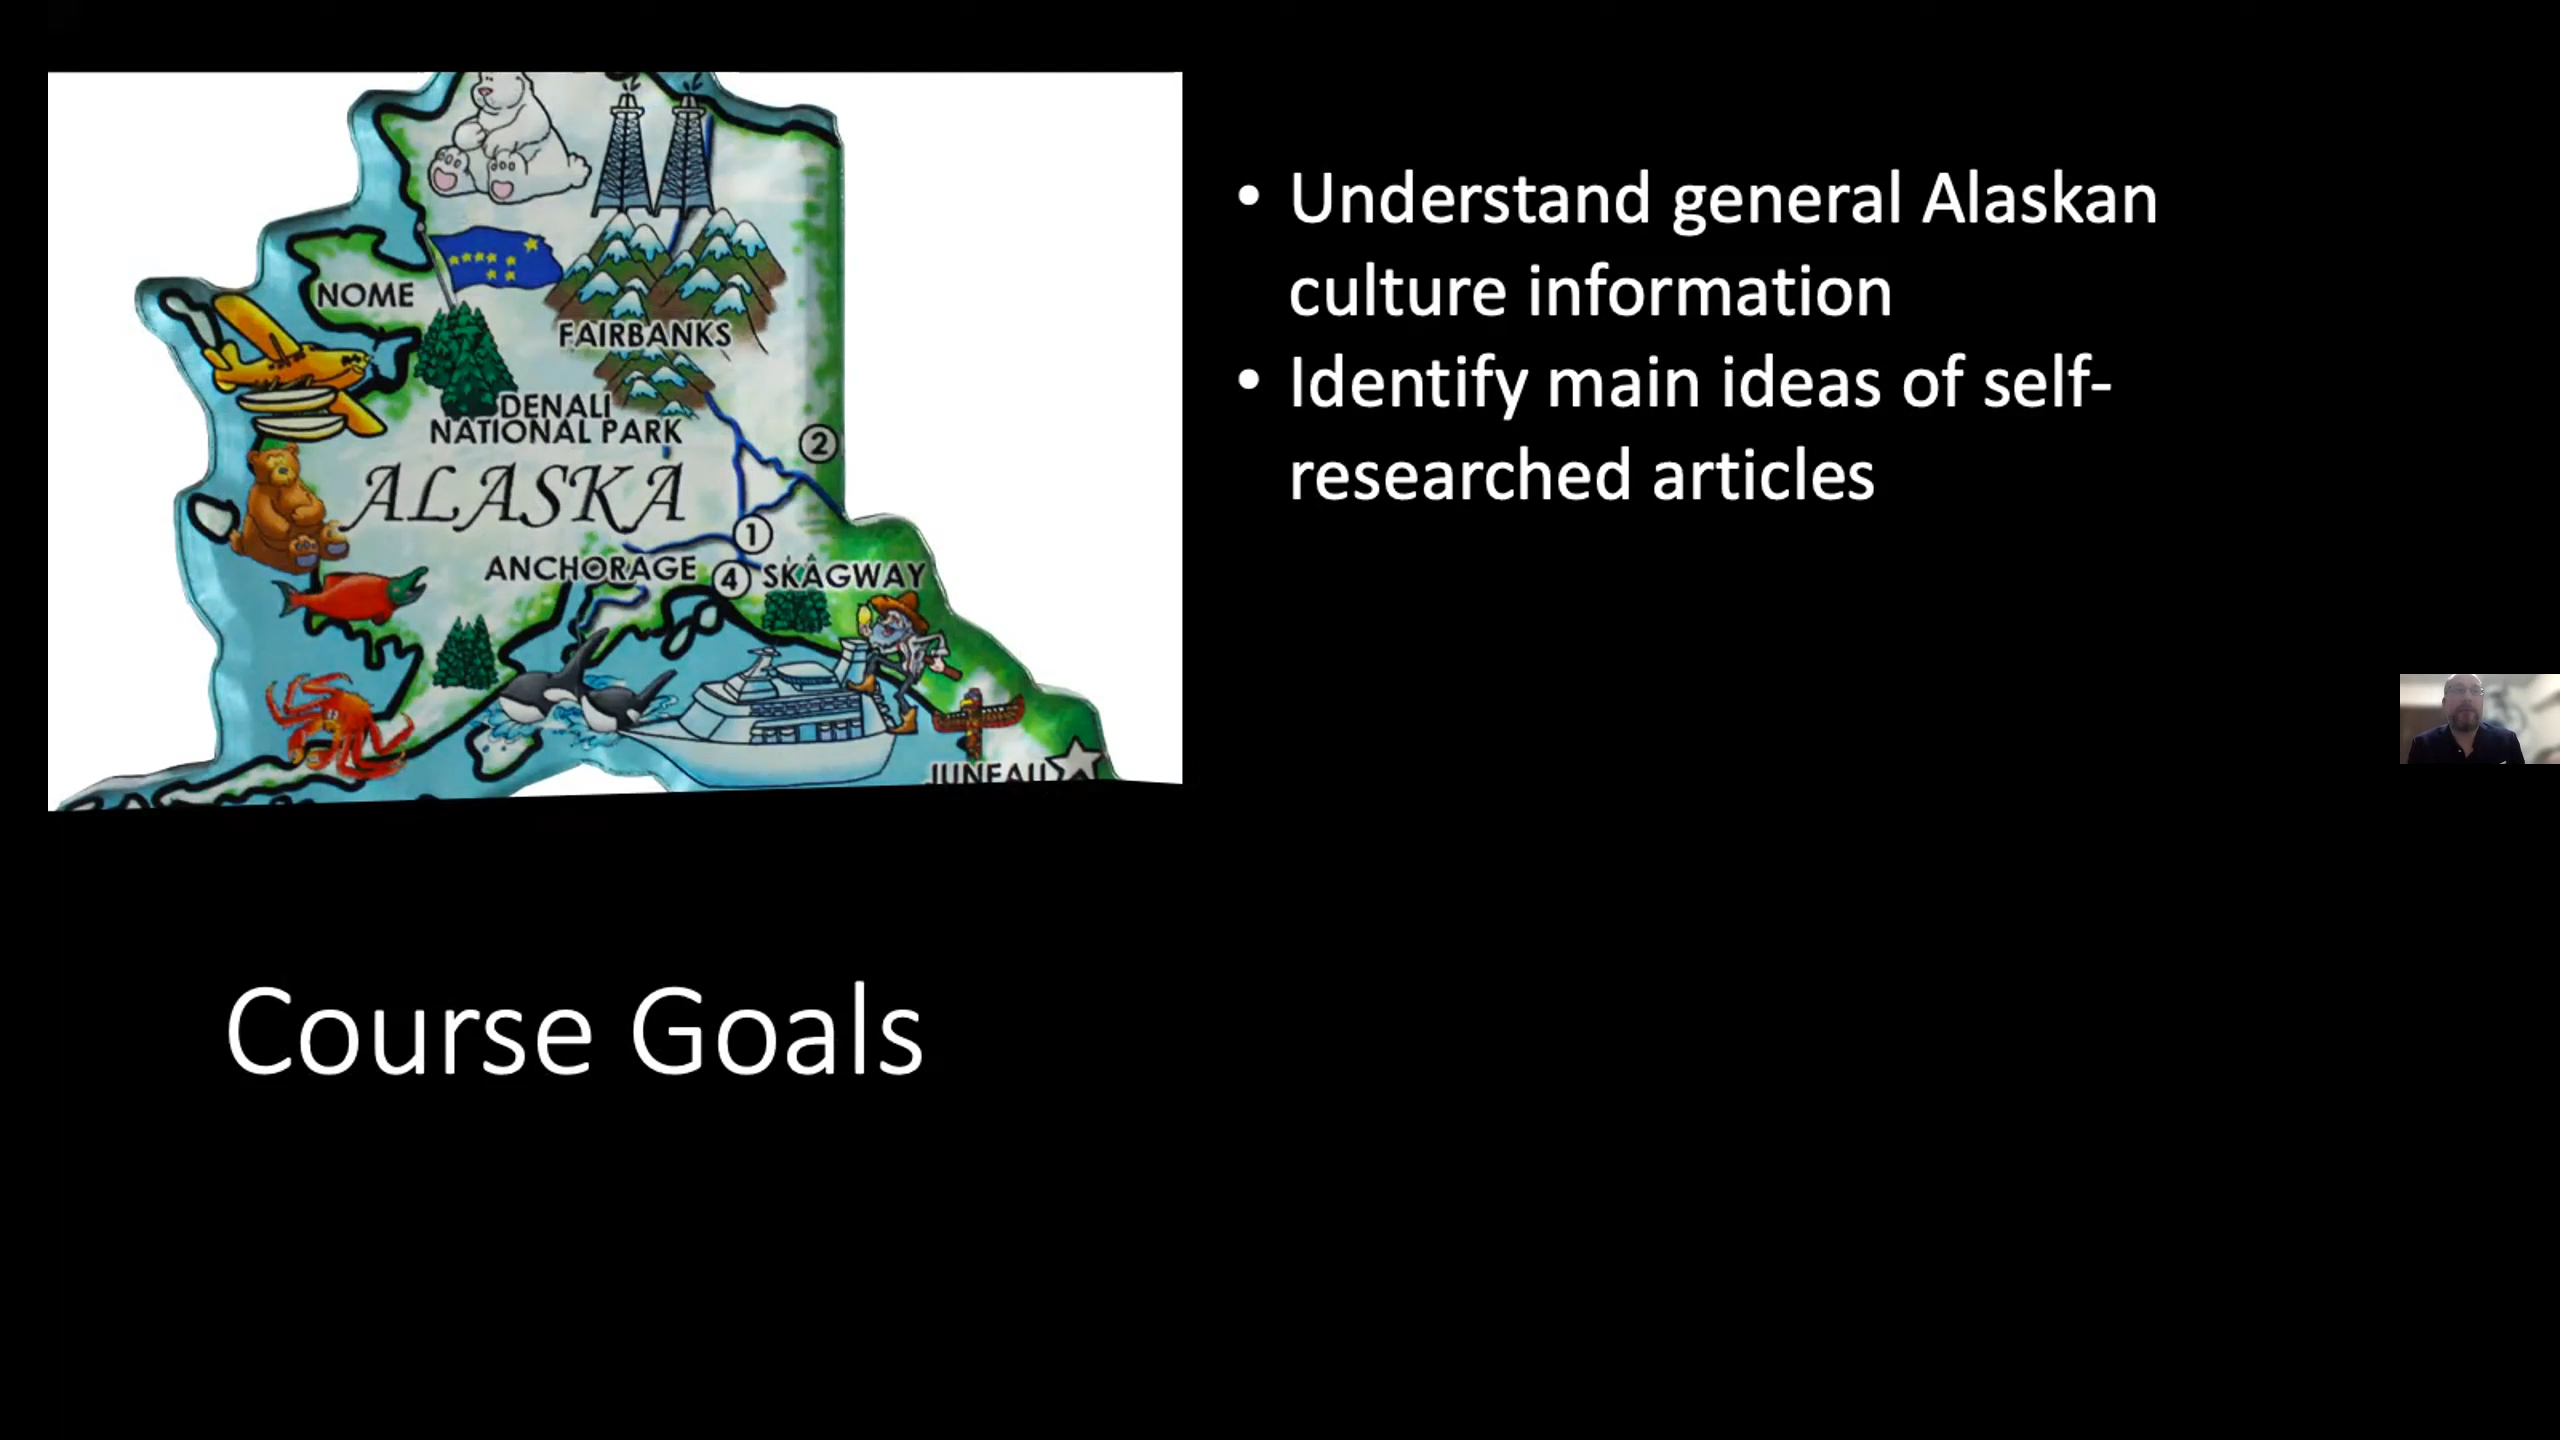 NOME
FAIRBANKS
DENALI
NATIONAL PARK
2
ALASKA
1
ANCHORAGE
4
SKAGWAY
JUNEAU
• Understand general Alaskan
culture information
• Identify main ideas of self-
researched articles
Course Goals